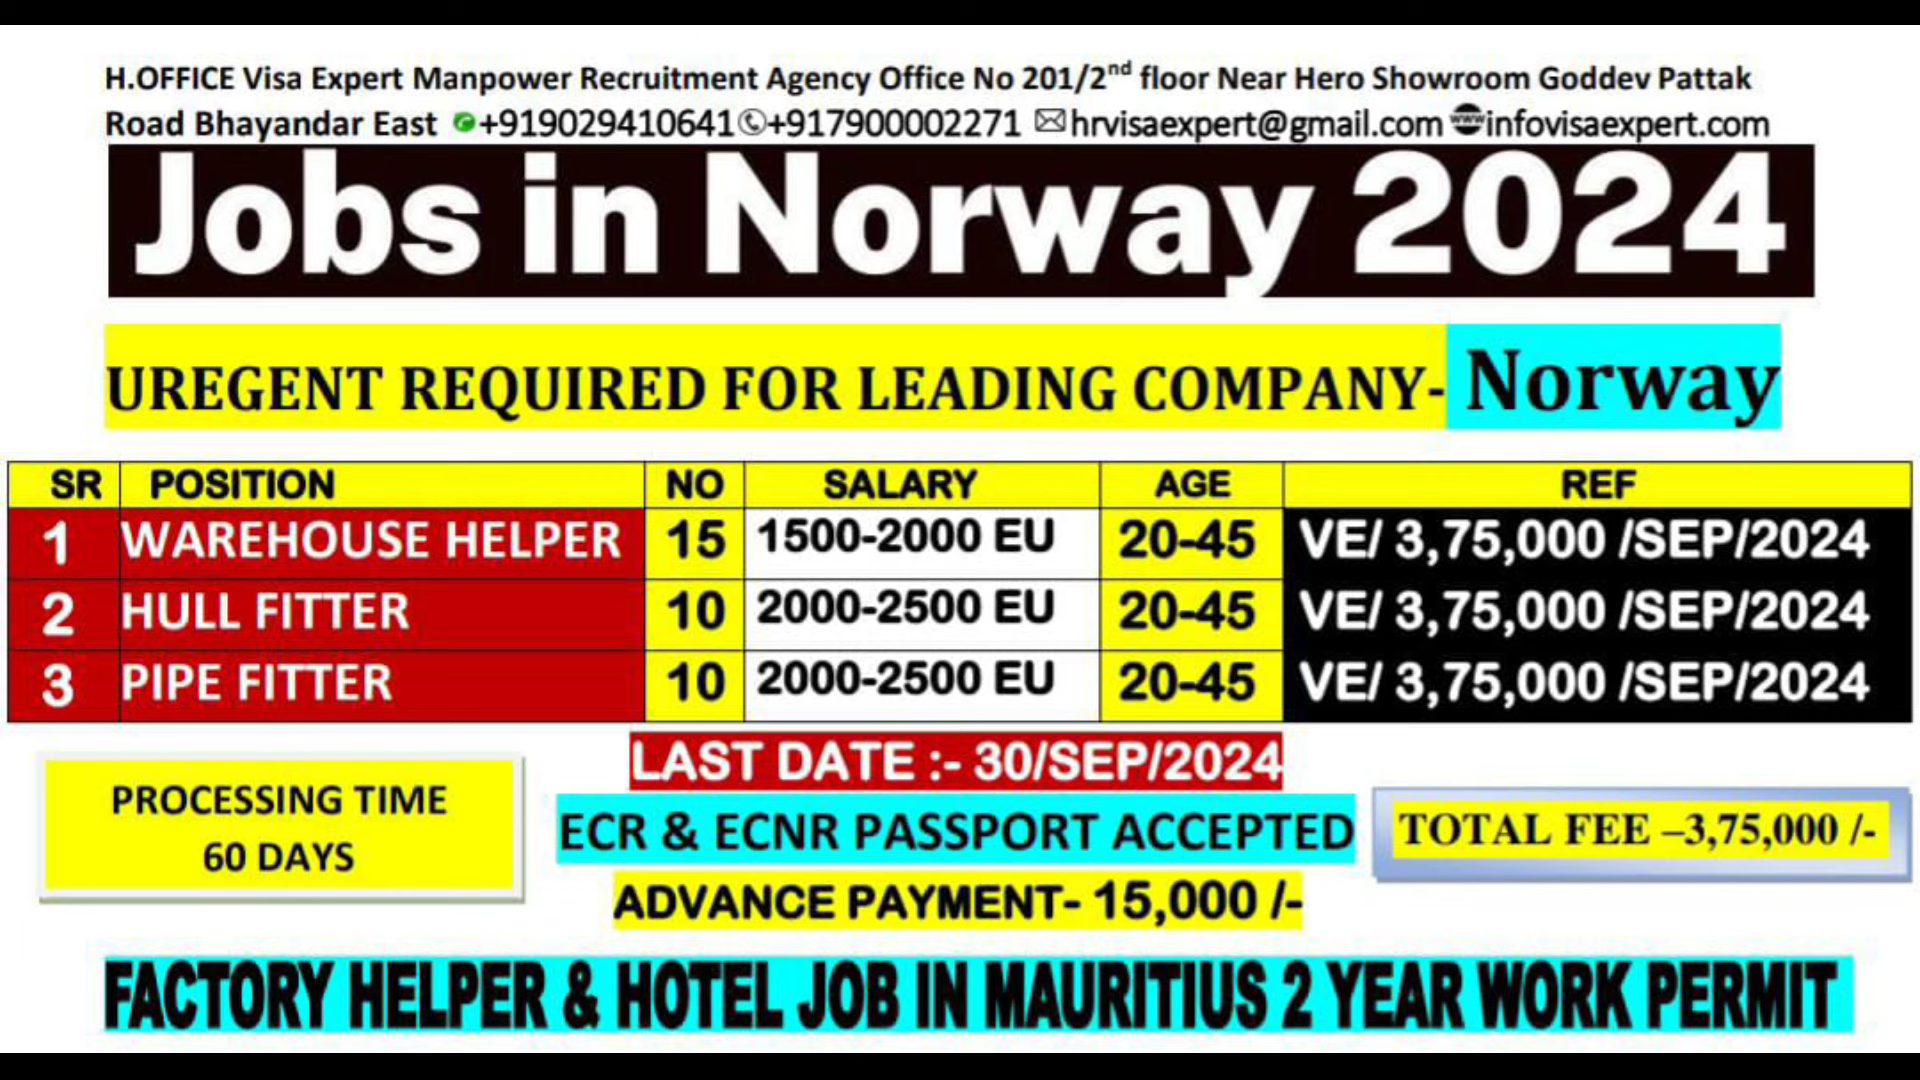 H.OFFICE Visa Expert Manpower Recruitment Agency Office No 201/2nd floor Near Hero Showroom Goddev Pattak
Road Bhayandar East +919029410641 +917900002271 hrvisaexpert@gmail.com www infovisaexpert.com
Jobs in Norway 2024
UREGENT REQUIRED FOR LEADING COMPANY- Norway
SR POSITION NO SALARY AGE REF
1 WAREHOUSE HELPER 15 1500-2000 EU 20-45 VE/ 3,75,000 /SEP/2024
2 HULL FITTER 10 2000-2500 EU 20-45 VE/ 3,75,000 /SEP/2024
3 PIPE FITTER 10 2000-2500 EU 20-45 VE/ 3,75,000 /SEP/2024
LAST DATE :- 30/SEP/2024
PROCESSING TIME
60 DAYS
ECR & ECNR PASSPORT ACCEPTED
TOTAL FEE –3,75,000 /-
ADVANCE PAYMENT- 15,000 /-
FACTORY HELPER & HOTEL JOB IN MAURITIUS 2 YEAR WORK PERMIT